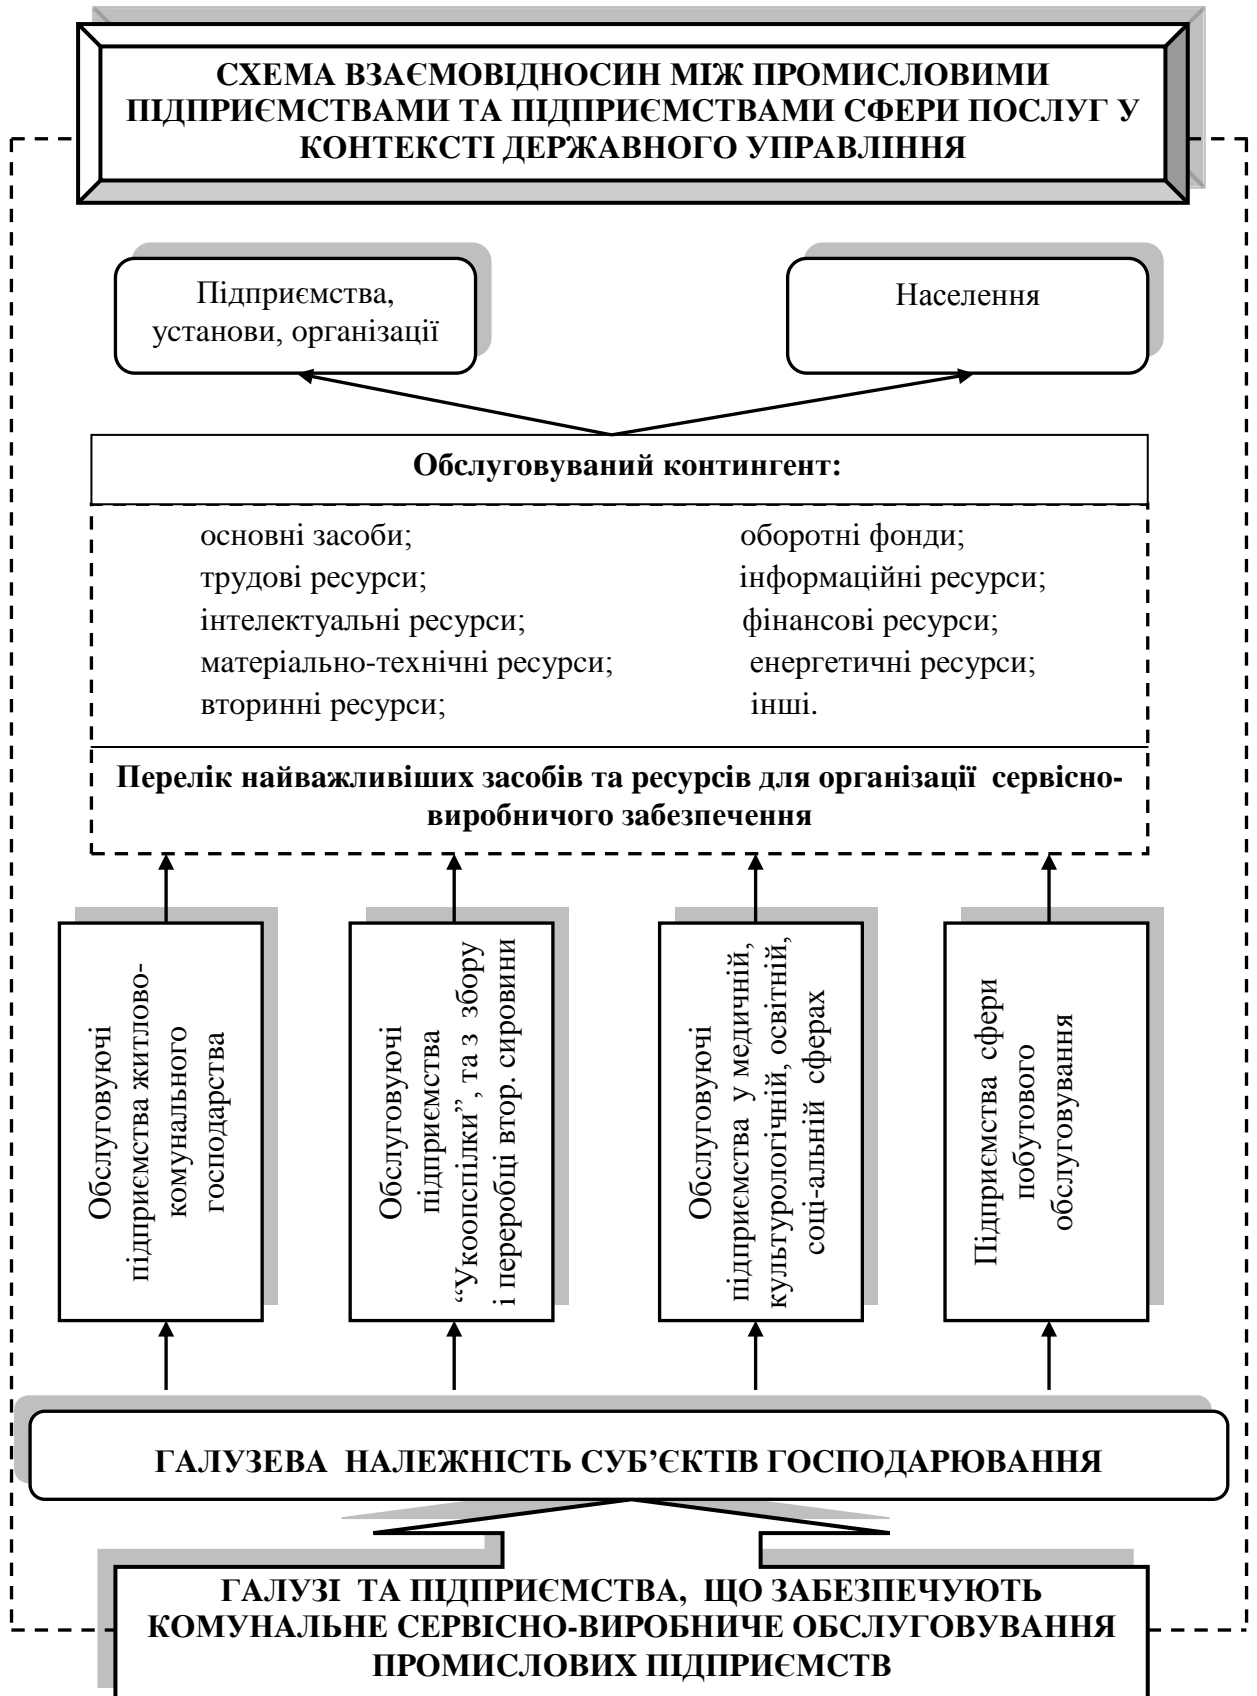 СХЕМА ВЗАЄМОВІДНОСИН МІЖ ПРОМИСЛОВИМИ
ПІДПРИЄМСТВАМИ ТА ПІДПРИЄМСТВАМИ СФЕРИ ПОСЛУГ У
КОНТЕКСТІ ДЕРЖАВНОГО УПРАВЛІННЯ
Підприємства,
установи, організації
Населення
Обслуговуваний контингент:
основні засоби;
трудові ресурси;
інтелектуальні ресурси;
матеріально-технічні ресурси;
вторинні ресурси;
оборотні фонди;
інформаційні ресурси;
фінансові ресурси;
енергетичні ресурси;
інші.
Перелік найважливіших засобів та ресурсів для організації сервісно-
виробничого забезпечення
Обслуговуючі
підприємства житлово-
комунального
господарства
Обслуговуючі
підприємства
“Укоопспілки”, та з збору
і переробці втор. сировини
Обслуговуючі
підприємства у медичній,
культурологічній, освітній,
соці-альній сферах
Підприємства сфери
побутового
обслуговування
ГАЛУЗЕВА НАЛЕЖНІСТЬ СУБ’ЄКТІВ ГОСПОДАРЮВАННЯ
ГАЛУЗІ ТА ПІДПРИЄМСТВА, ЩО ЗАБЕЗПЕЧУЮТЬ
КОМУНАЛЬНЕ СЕРВІСНО-ВИРОБНИЧЕ ОБСЛУГОВУВАННЯ
ПРОМИСЛОВИХ ПІДПРИЄМСТВ